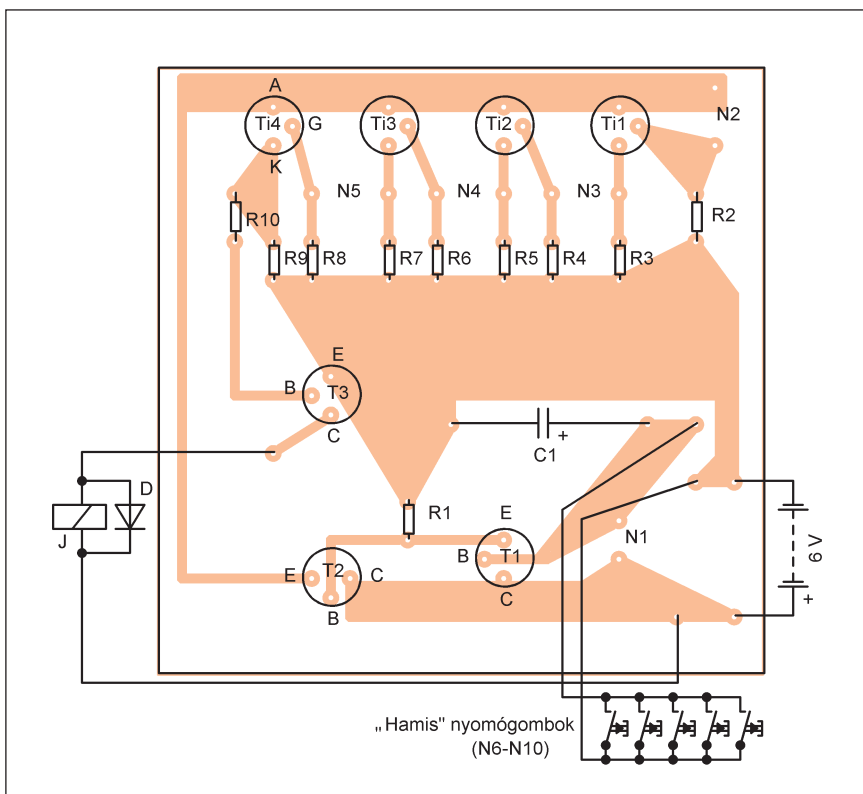 A
N2
Ti4
G
Ti3
Ti2
Ti1
K
N5
N4
N3
R10
R2
R9
R8
R7
R6
R5
R4
R3
E
B
T3
C
+
C1
D
J
R1
E
B
T1
C
N1
E
T2
C
B
6 V
+
„Hamis" nyomógombok
(N6-N10)